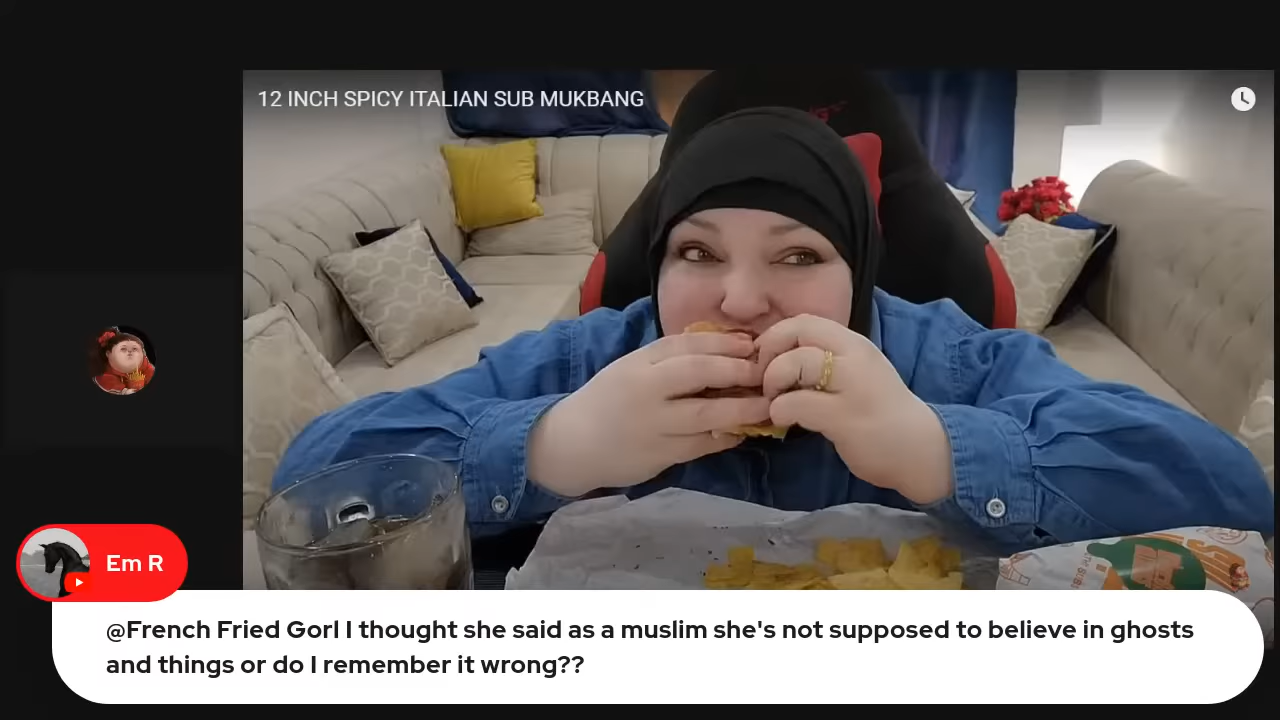 12 INCH SPICY ITALIAN SUB MUKBANG
Em R
@French Fried Gorl I thought she said as a muslim she's not supposed to believe in ghosts
and things or do I remember it wrong??